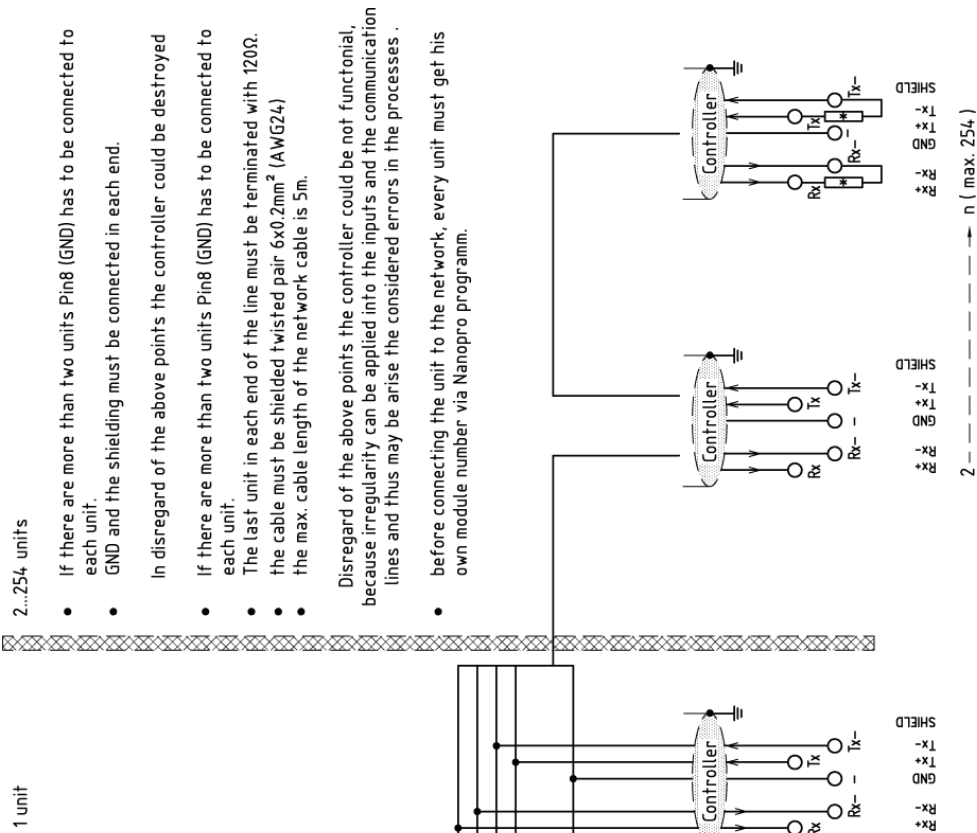 2...254 units
● If there are more than two units Pin8 (GND) has to be connected to
each unit.
● GND and the shielding must be connected in each end.
In disregard of the above points the controller could be destroyed
● If there are more than two units Pin8 (GND) has to be connected to
each unit.
● The last unit in each end of the line must be terminated with 120Ω.
● the cable must be shielded twisted pair 6x0.2mm² (AWG24)
● the max. cable length of the network cable is 5m.
Disregard of the above points the controller could be not functonial,
because irregularity can be applied into the inputs and the communication
lines and thus may be arise the considered errors in the processes .
● before connecting the unit to the network, every unit must get his
own module number via Nanopro programm.
1 unit
Controller
Rx
Rx-
-
Tx
Tx-
Rx+
Rx-
GND
Tx+
Tx-
SHIELD
Controller
Rx
Rx-
-
Tx
Tx-
Rx+
Rx-
GND
Tx+
Tx-
SHIELD
Controller
Rx
*
Rx-
-
Tx
*
Tx-
Rx+
Rx-
GND
Tx+
Tx-
SHIELD
2 — — — — — — n ( max. 254 )